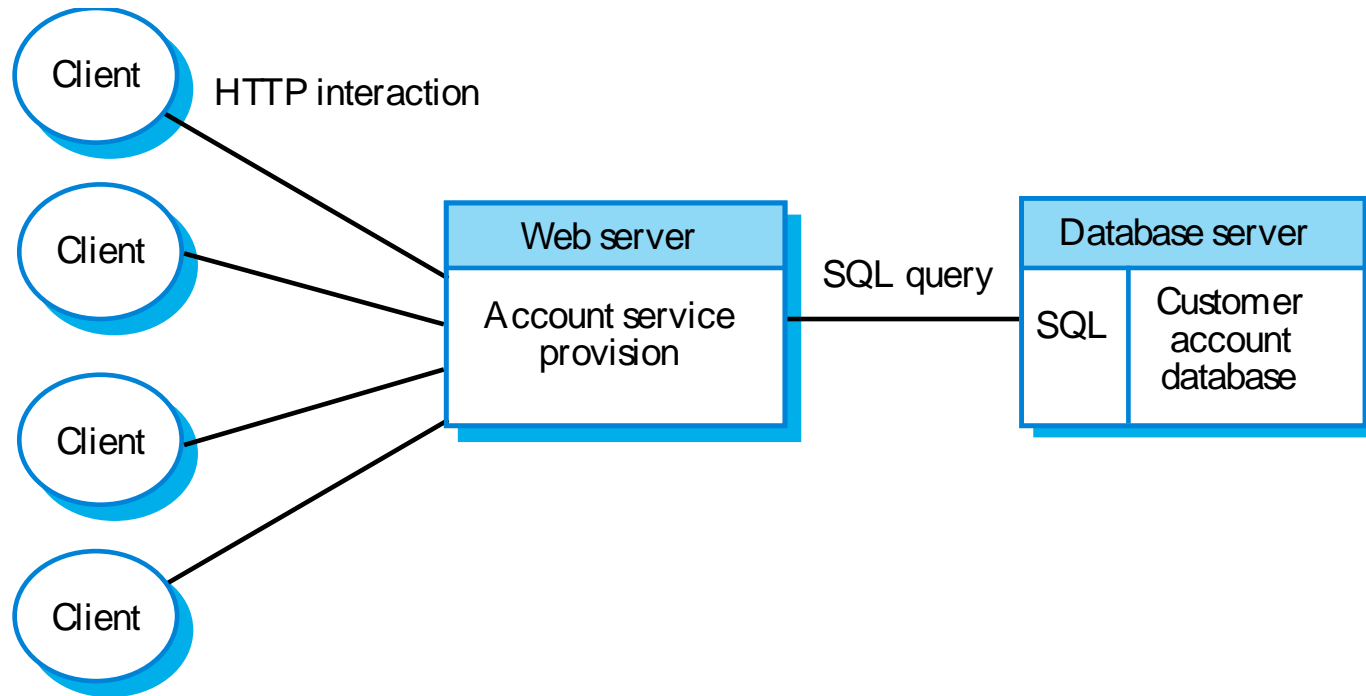 Client
HTTP interaction
Client
Client
Client
Web server
Account service
provision
SQL query
Database server
SQL
Customer
account
database